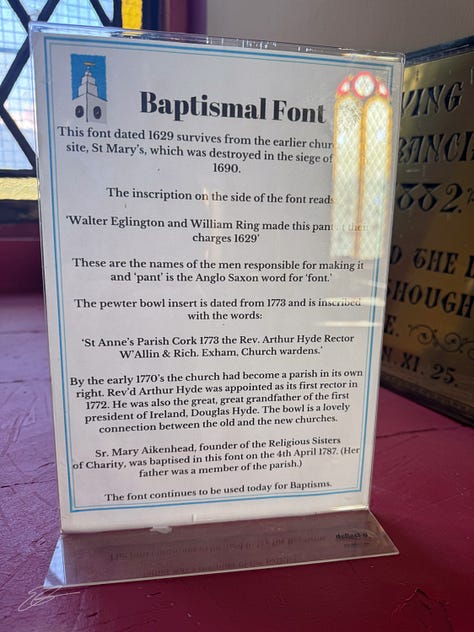 Baptismal Font
This font dated 1629 survives from the earlier church
site, St Mary's, which was destroyed in the siege of
1690.
The inscription on the side of the font reads
'Walter Eglington and William Ring made this pant at their
charges 1629'
These are the names of the men responsible for making it
and 'pant' is the Anglo Saxon word for 'font.'
The pewter bowl insert is dated from 1773 and is inscribed
with the words:
'St Anne's Parish Cork 1773 the Rev. Arthur Hyde Rector
W'Allin & Rich. Exham, Church wardens.'
By the early 1770's the church had become a parish in its own
right. Rev'd Arthur Hyde was appointed as its first rector in
1772. He was also the great, great grandfather of the first
president of Ireland, Douglas Hyde. The bowl is a lovely
connection between the old and the new churches.
Sr. Mary Aikenhead, founder of the Religious Sisters
of Charity, was baptised in this font on the 4th April 1787. (Her
father was a member of the parish.)
The font continues to be used today for Baptisms.
VING
002.
O THE
HOUGH
E.
N. XI. 25.